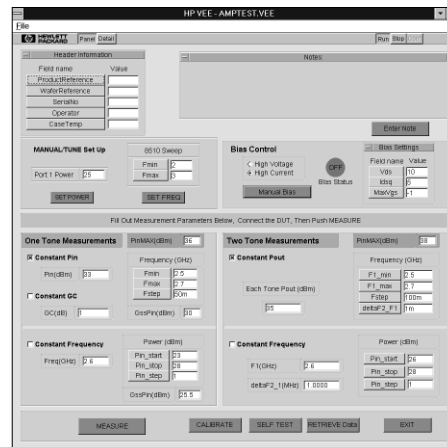 HP VEE - AMPTEST.VEE
File
HEWLETT PACKARD Panel Detail Run Stop
Header Information
Field name Value
ProductReference
WaferReference
SerialNo
Operator
CaseTemp
Notes
Enter Note
MANUAL/TUNE Set Up
Port 1 Power 25
SET POWER
8510 Sweep
Fmin 2
Fmax 3
SET FREQ
Bias Control
High Voltage
High Current
Manual Bias
OFF
Bias Status
Bias Settings
Field name Value
Vds 10
Idsq 6
MaxVgs -1
Fill Out Measurement Parameters Below, Connect the DUT, Then Push MEASURE
One Tone Measurements PinMAX(dBm) 36
Constant Pin
Pin(dBm) 33
Constant GC
GC(dB) 1
Frequency (GHz)
Fmin 2.5
Fmax 2.7
Fstep 50m
GssPin(dBm) 30
Constant Frequency
Freq(GHz) 2.6
Power (dBm)
Pin_start 23
Pin_stop 28
Pin_step 1
GssPin(dBm) 25.5
Two Tone Measurements PinMAX(dBm) 38
Constant Pout
Each Tone Pout (dBm)
35
Frequency (GHz)
F1_min 2.5
F1_max 2.7
Fstep 100m
deltaF2_F1 1m
Constant Frequency
F1(GHz) 2.6
deltaF2_1(MHz) 1.0000
Power (dBm)
Pin_start 26
Pin_stop 28
Pin_step 1
MEASURE CALIBRATE SELF TEST RETRIEVE Data EXIT